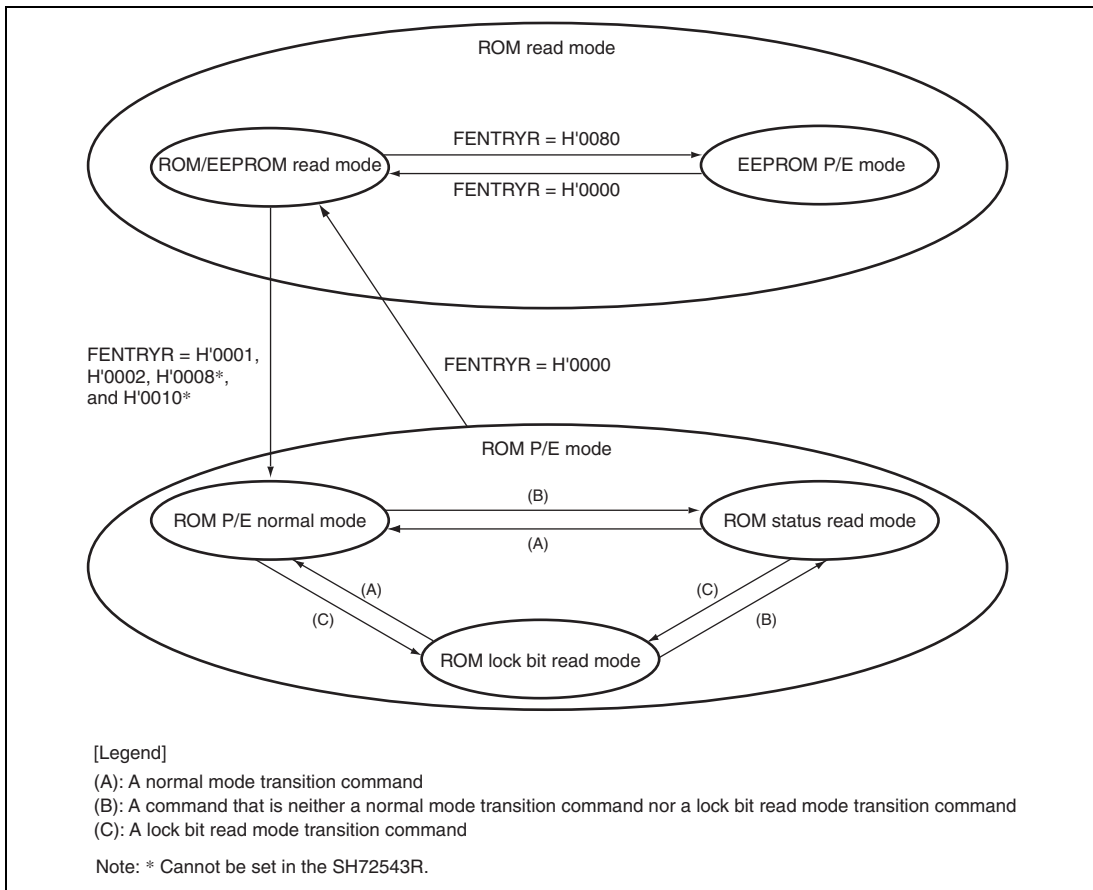 ROM read mode
FENTRYR = H'0080
ROM/EEPROM read mode
EEPROM P/E mode
FENTRYR = H'0000
FENTRYR = H'0001,
H'0002, H'0008*,
and H'0010*
FENTRYR = H'0000
ROM P/E mode
(B)
ROM P/E normal mode
ROM status read mode
(A)
(A)
(C)
(C)
(B)
ROM lock bit read mode
[Legend]
(A): A normal mode transition command
(B): A command that is neither a normal mode transition command nor a lock bit read mode transition command
(C): A lock bit read mode transition command
Note: * Cannot be set in the SH72543R.